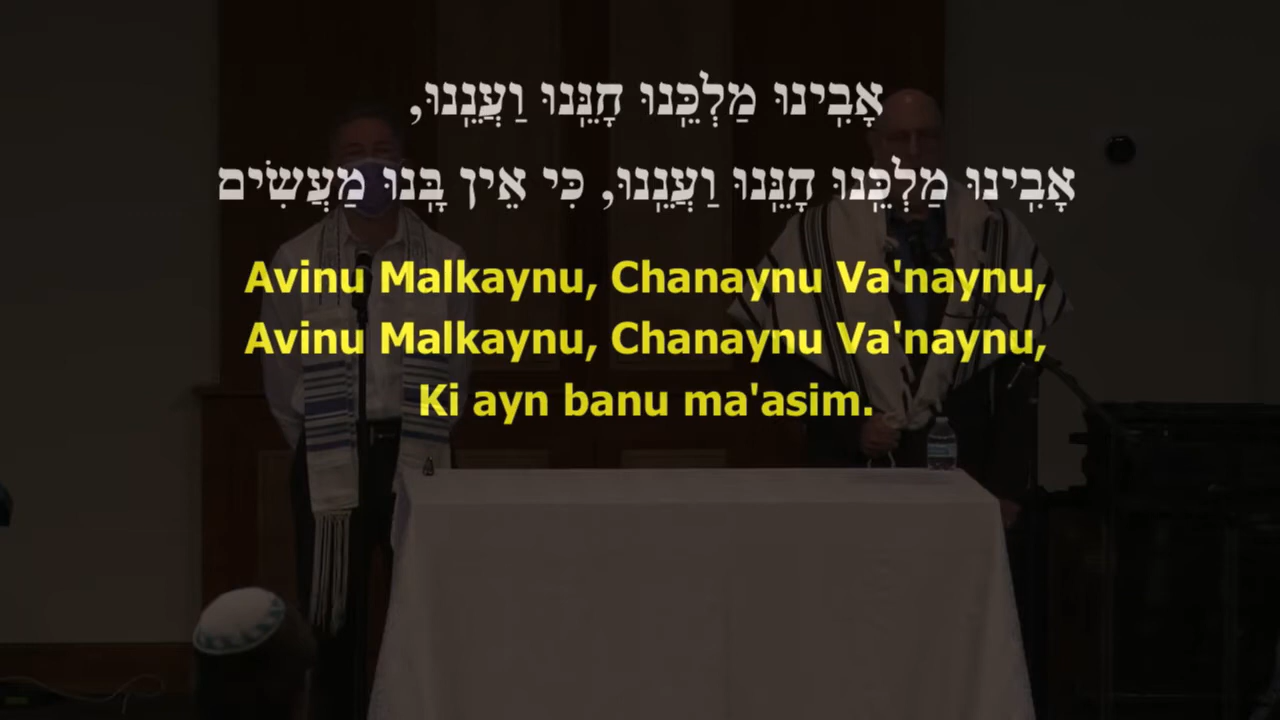 אָבִֽינוּ מַלְכֵּֽנוּ חָנֵּֽנוּ וַעֲנֵֽנוּ,
אָבִֽינוּ מַלְכֵּֽנוּ חָנֵּֽנוּ וַעֲנֵֽנוּ, כִּי אֵין בָּֽנוּ מַעֲשִׂים
Avinu Malkaynu, Chanaynu Va'naynu,
Avinu Malkaynu, Chanaynu Va'naynu,
Ki ayn banu ma'asim.